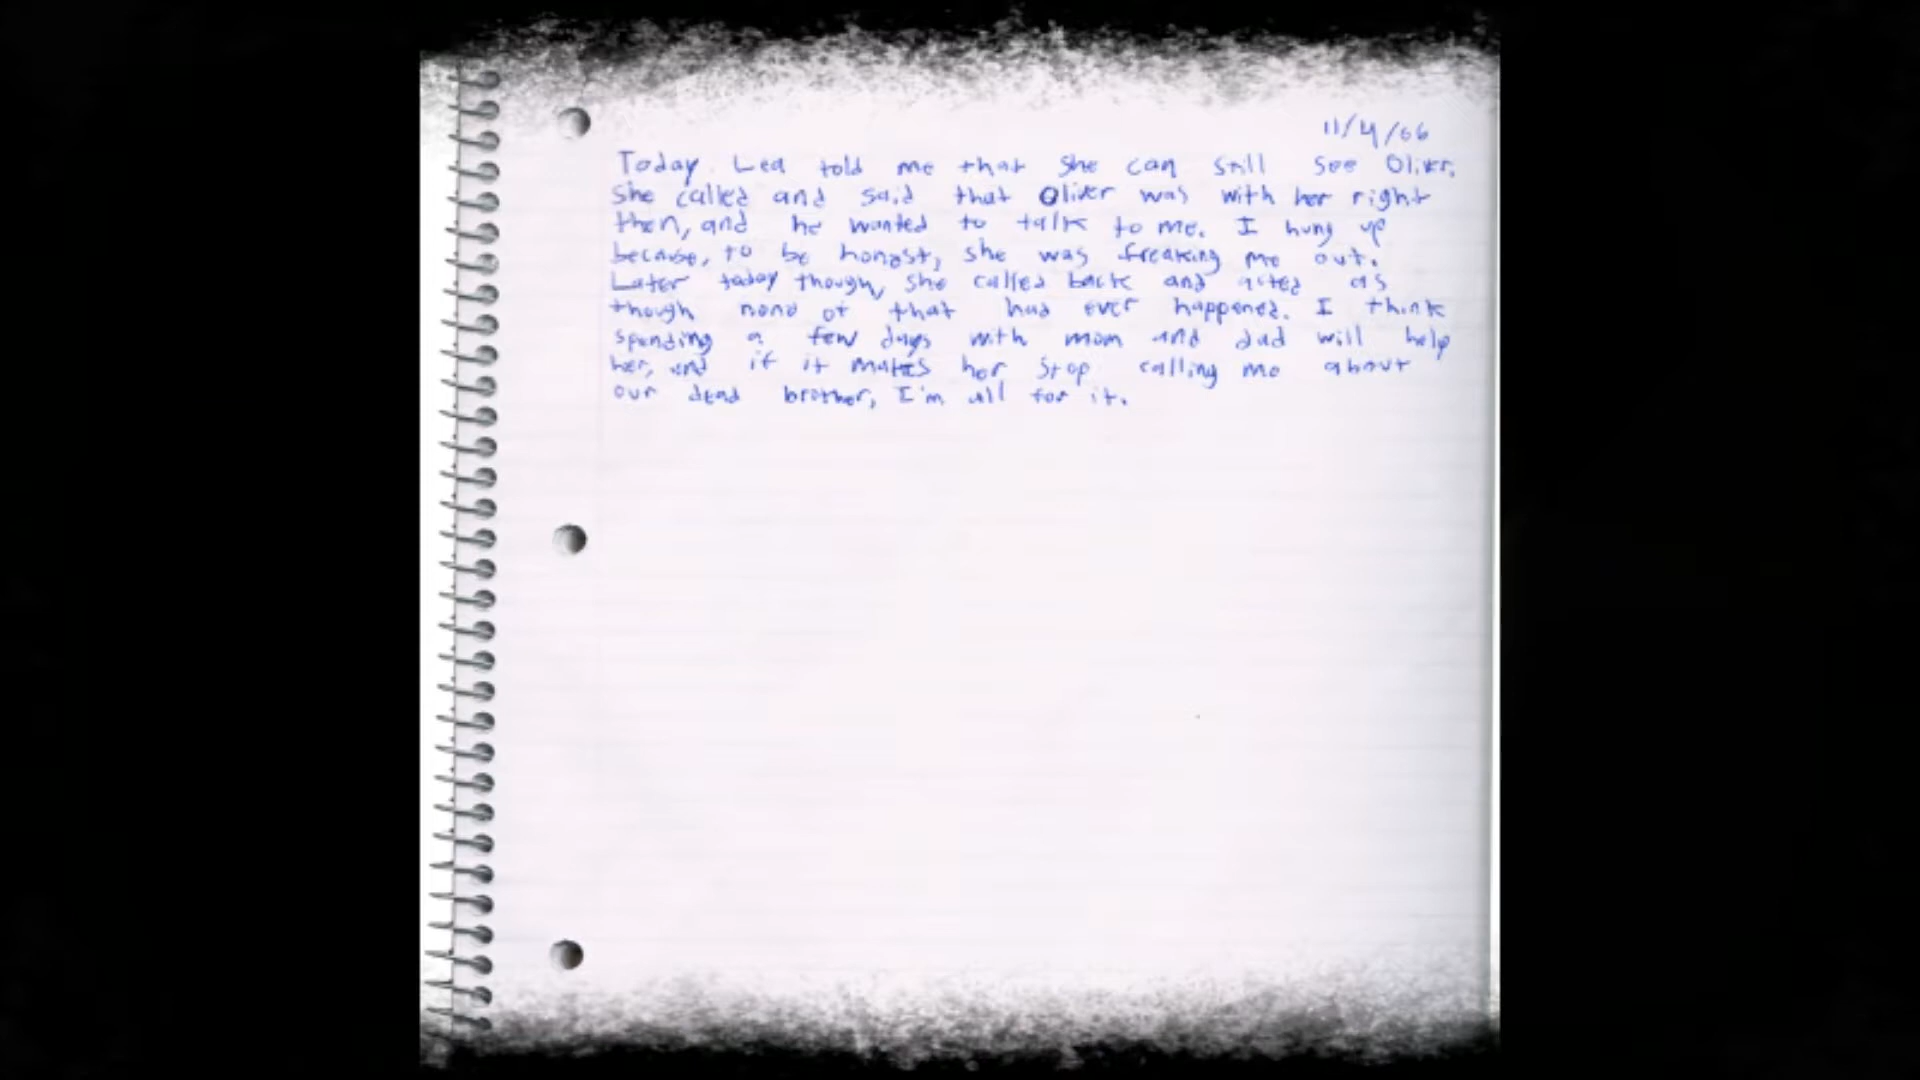 11/4/06
Today Lea told me that she can still see Oliver.
She called and said that Oliver was with her right
then, and he wanted to talk to me. I hung up
because, to be honest, she was freaking me out.
Later today though, she called back and acted as
though none of that had ever happened. I think
spending a few days with mom and dad will help
her, and if it makes her stop calling me about
our dead brother, I'm all for it.